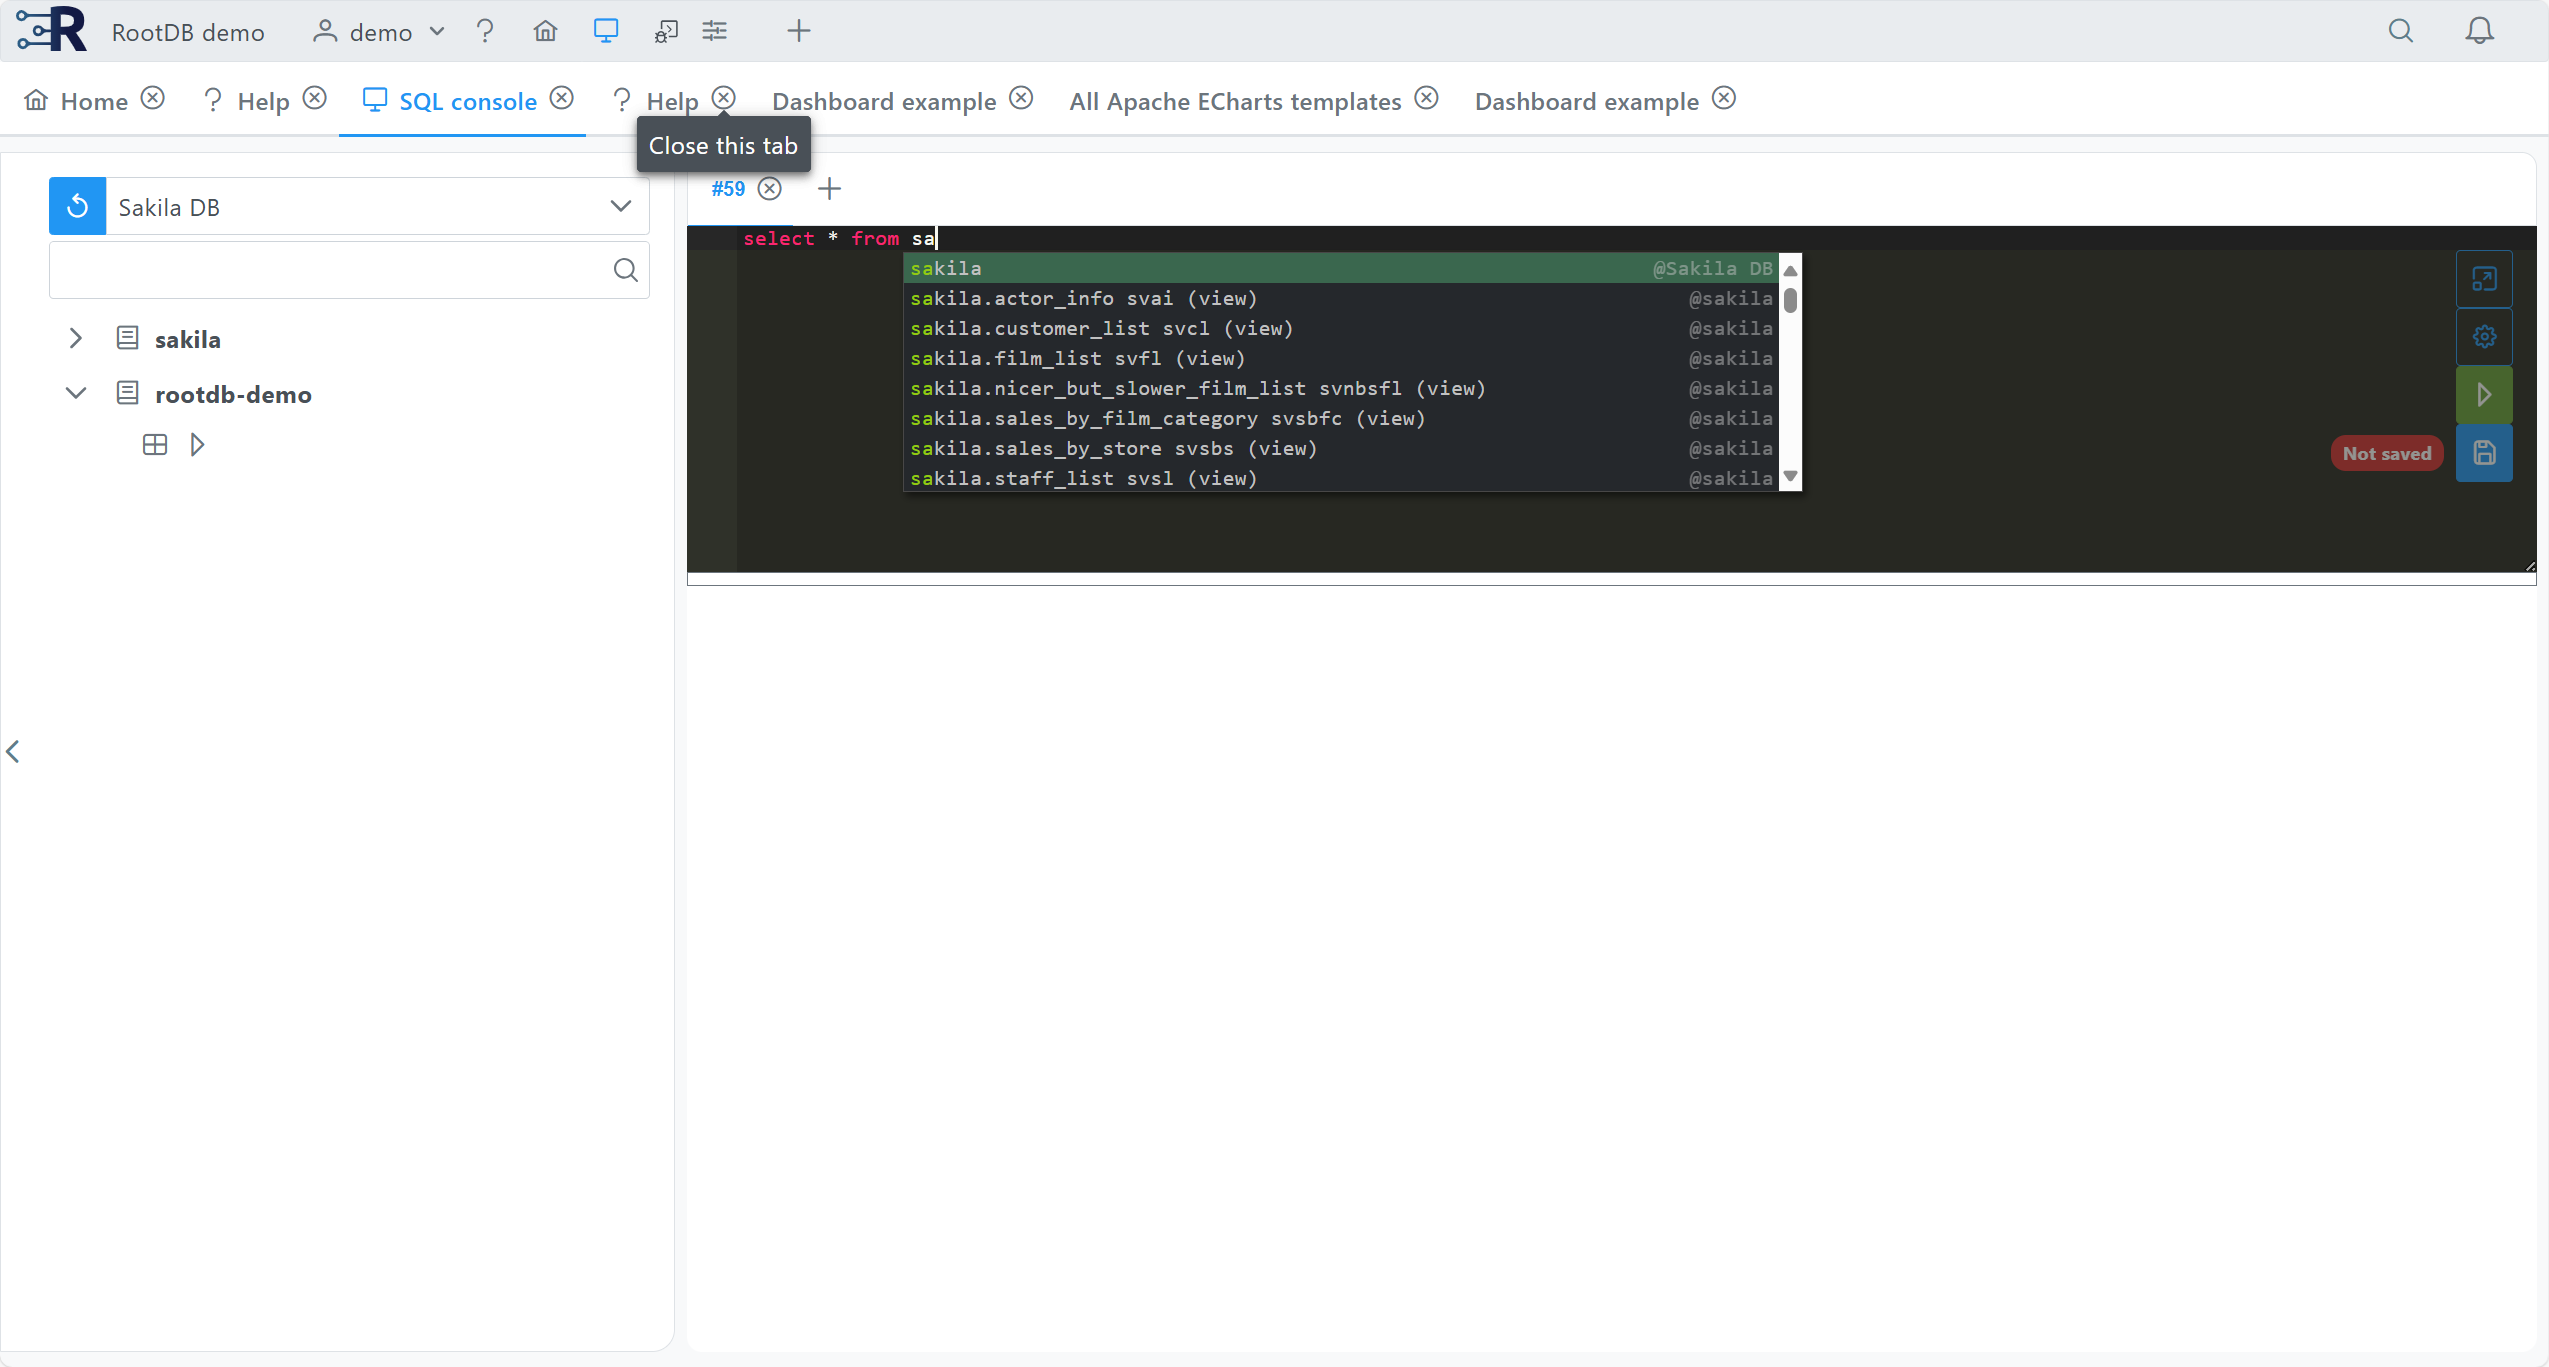 R RootDB demo demo
Home Help SQL console Help Dashboard example All Apache ECharts templates Dashboard example
Close this tab
Sakila DB
sakila
rootdb-demo
#59
select * from sa
sakila @Sakila DB
sakila.actor_info svai (view) @sakila
sakila.customer_list svcl (view) @sakila
sakila.film_list svfl (view) @sakila
sakila.nicer_but_slower_film_list svnbsfl (view) @sakila
sakila.sales_by_film_category svsbfc (view) @sakila
sakila.sales_by_store svsbs (view) @sakila
sakila.staff_list svsl (view) @sakila
Not saved